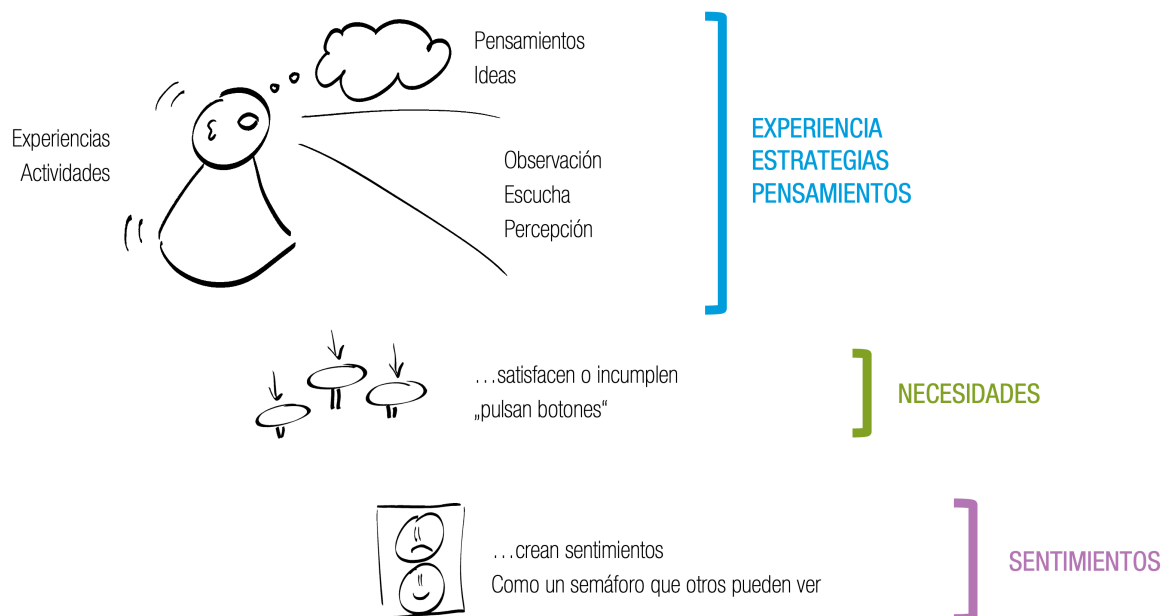 Pensamientos
Ideas
Experiencias
Actividades
Observación
Escucha
Percepción
EXPERIENCIA
ESTRATEGIAS
PENSAMIENTOS
...satisfacen o incumplen
„pulsan botones“
NECESIDADES
...crean sentimientos
Como un semáforo que otros pueden ver
SENTIMIENTOS